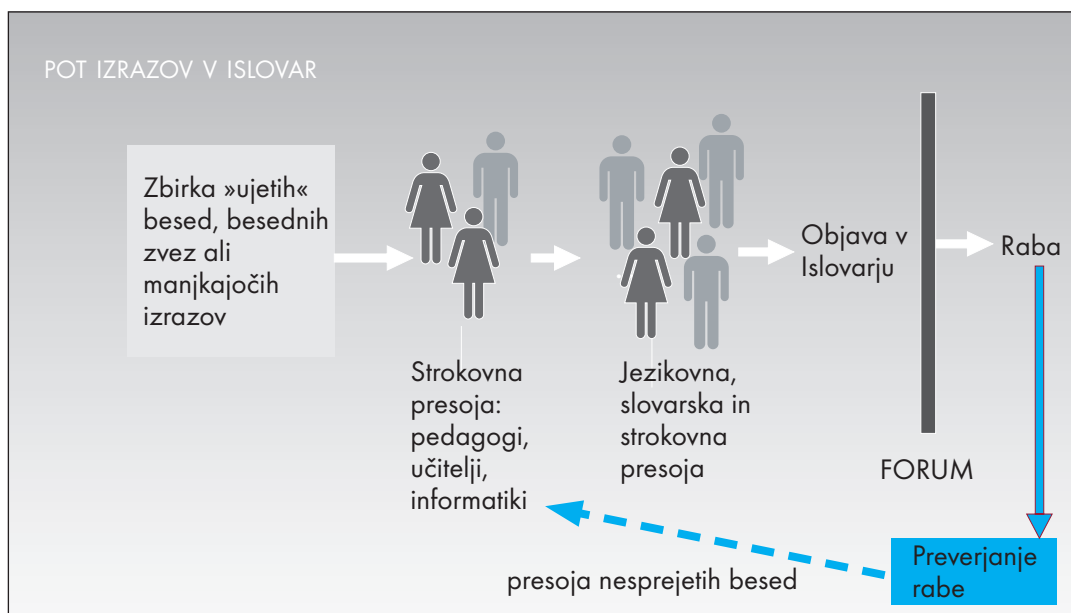 POT IZRAZOV V ISLOVAR
Zbirka »ujetih«
besed, besednih
zvez ali
manjkajočih
izrazov
Strokovna
presoja:
pedagogi,
učitelji,
informatiki
Jezikovna,
slovarska in
strokovna
presoja
Objava v
Islovarju
FORUM
Raba
Preverjanje
rabe
presoja nesprejetih besed